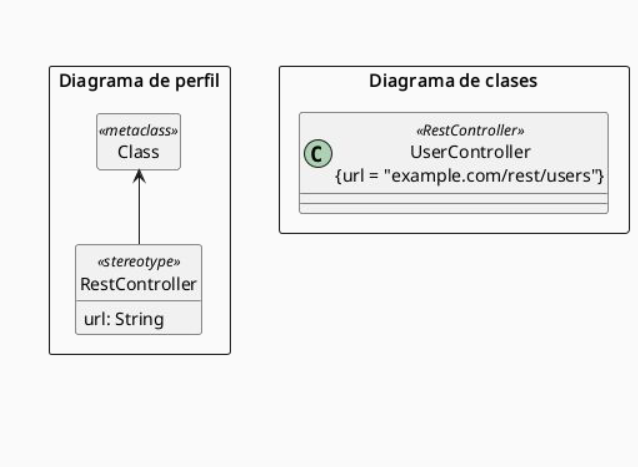 Diagrama de perfil
«metaclass»
Class
«stereotype»
RestController
url: String
Diagrama de clases
C
«RestController»
UserController
{url = "example.com/rest/users"}